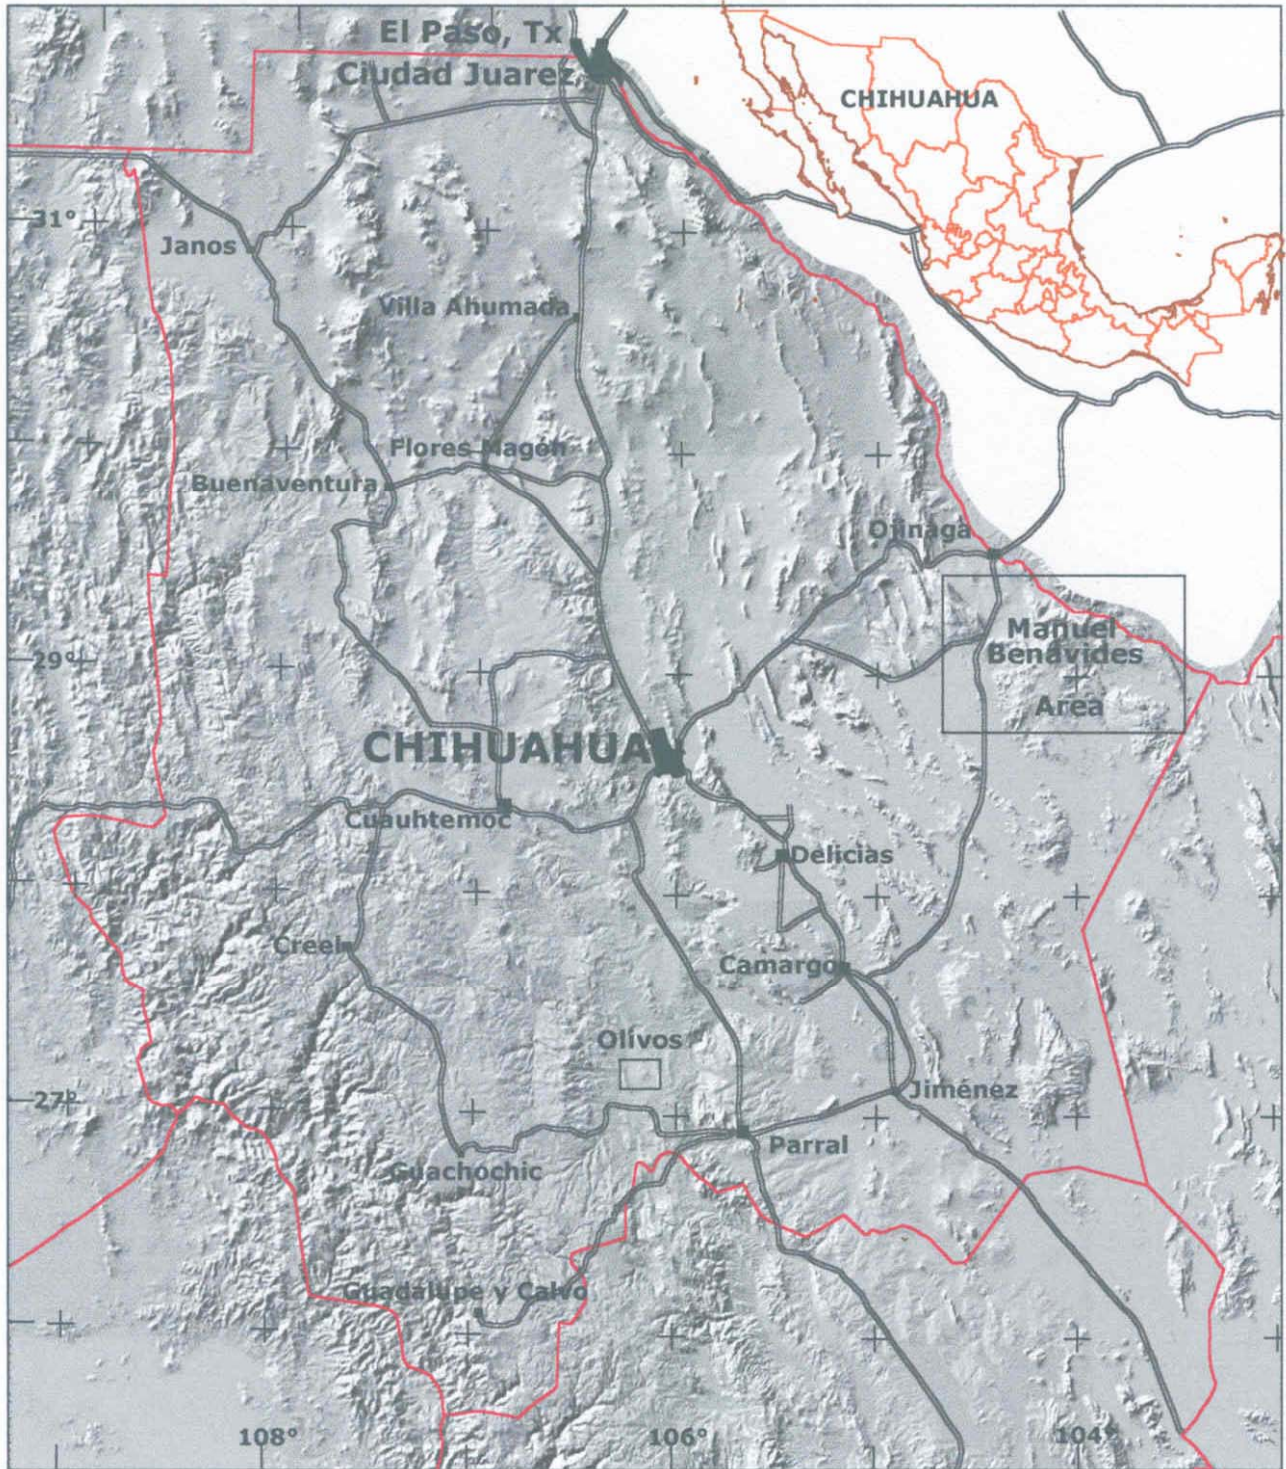 El Paso, Tx
Ciudad Juarez
CHIHUAHUA
31°
Janos
Villa Ahumada
Flores Magón
Buenaventura
Ojinaga
29°
Manuel
Benavides
Area
CHIHUAHUA
Cuauhtemoc
Delicias
Creel
Camargo
Olivos
27°
Jiménez
Parral
Guachochic
Guadalupe y Calvo
108°
106°
104°